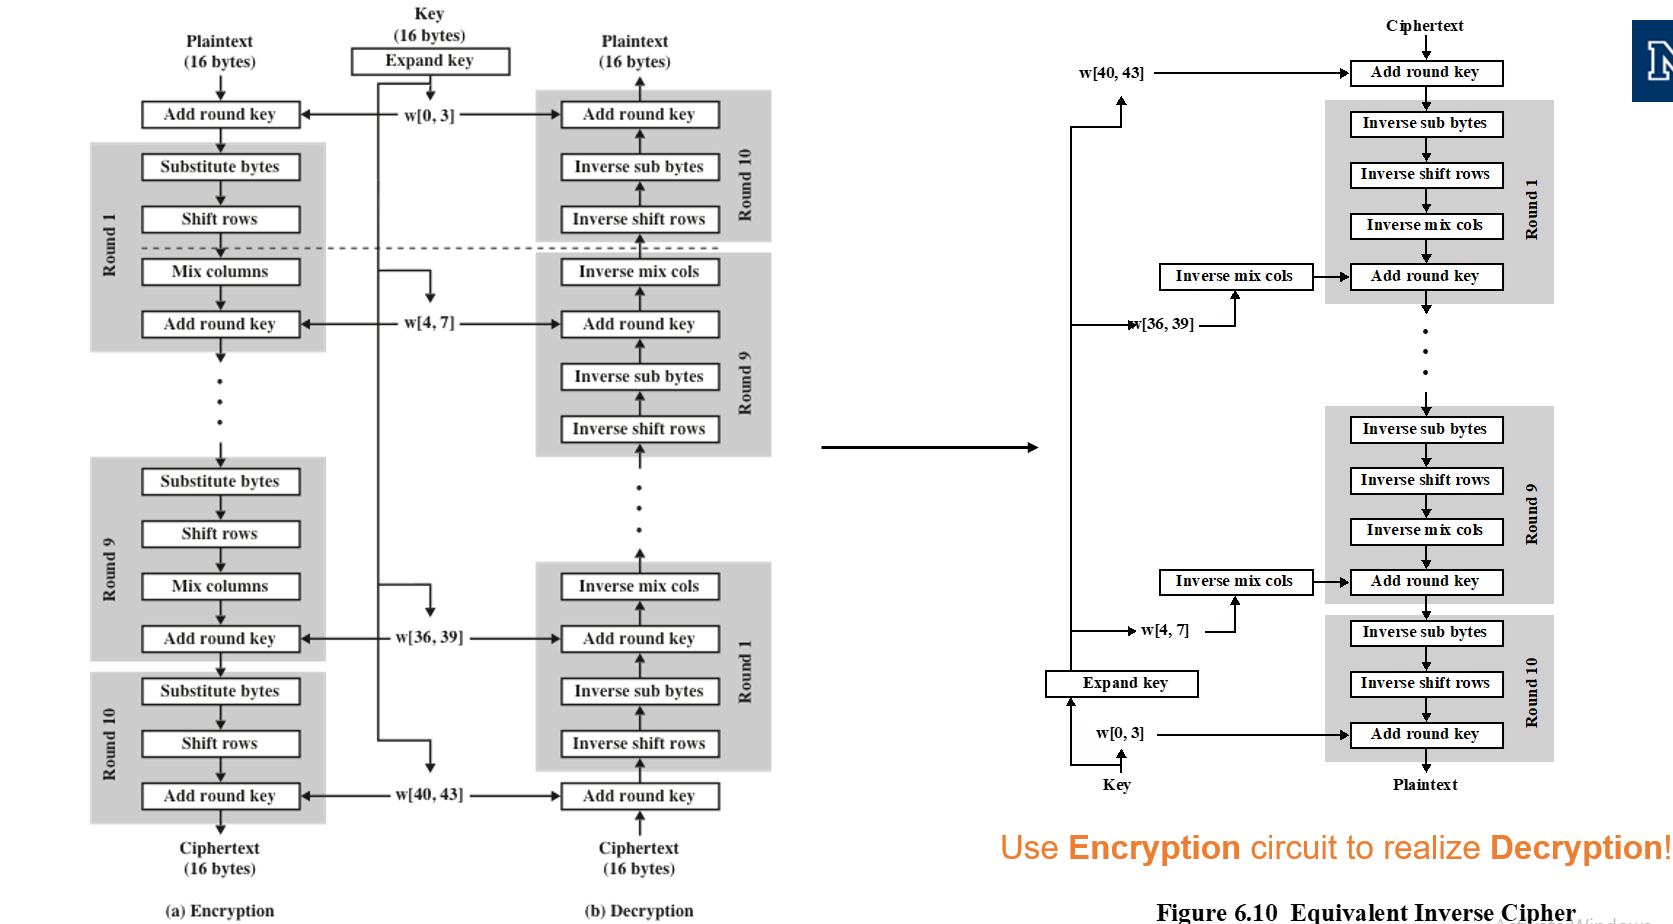 Plaintext
(16 bytes)
Add round key
Round 1
Substitute bytes
Shift rows
Mix columns
Add round key
Round 9
Substitute bytes
Shift rows
Mix columns
Add round key
Round 10
Substitute bytes
Shift rows
Add round key
Ciphertext
(16 bytes)
(a) Encryption
Key
(16 bytes)
Expand key
w[0, 3]
w[4, 7]
w[36, 39]
w[40, 43]
Plaintext
(16 bytes)
Add round key
Inverse sub bytes
Inverse shift rows
Round 10
Inverse mix cols
Add round key
Inverse sub bytes
Inverse shift rows
Round 9
Inverse mix cols
Add round key
Inverse sub bytes
Inverse shift rows
Round 1
Add round key
Ciphertext
(16 bytes)
(b) Decryption
Ciphertext
w[40, 43]
Add round key
Inverse sub bytes
Inverse shift rows
Inverse mix cols
Round 1
Inverse mix cols
Add round key
w[36, 39]
Inverse sub bytes
Inverse shift rows
Inverse mix cols
Round 9
Inverse mix cols
Add round key
w[4, 7]
Inverse sub bytes
Expand key
Inverse shift rows
Round 10
w[0, 3]
Add round key
Key
Plaintext
Use Encryption circuit to realize Decryption!
Figure 6.10 Equivalent Inverse Cipher
N